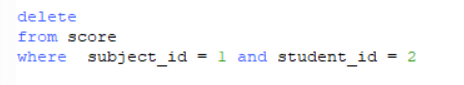 delete
from score
where  subject_id = 1 and student_id = 2